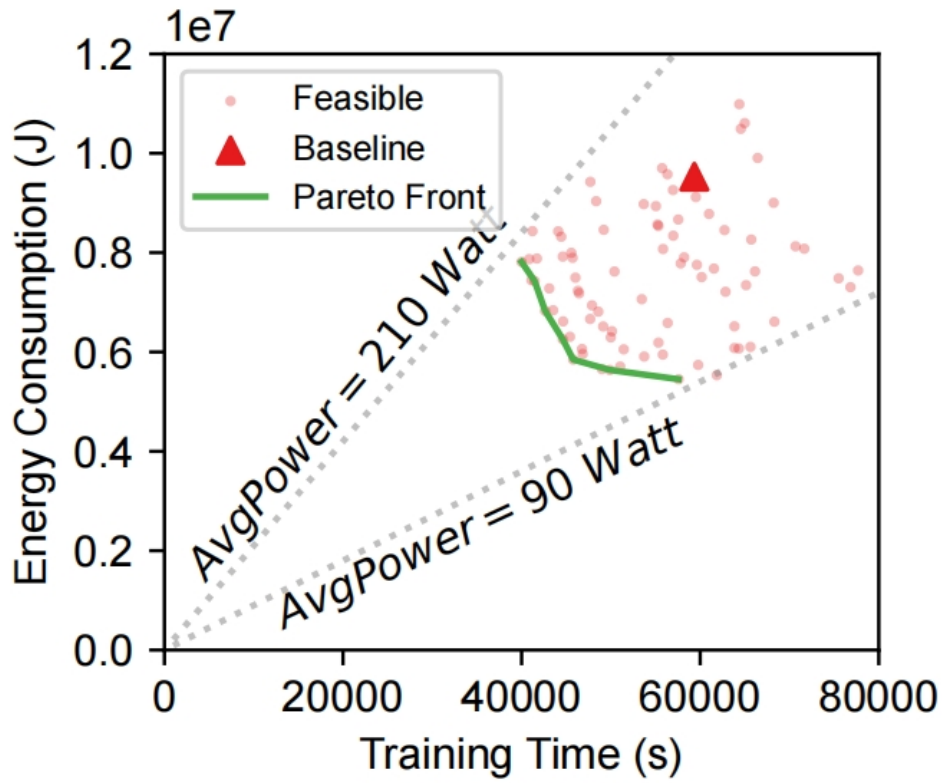 1e7
1.2
1.0
0.8
0.6
0.4
0.2
0.0
Energy Consumption (J)
Feasible
Baseline
Pareto Front
AvgPower = 210 Watt
AvgPower = 90 Watt
0 20000 40000 60000 80000
Training Time (s)